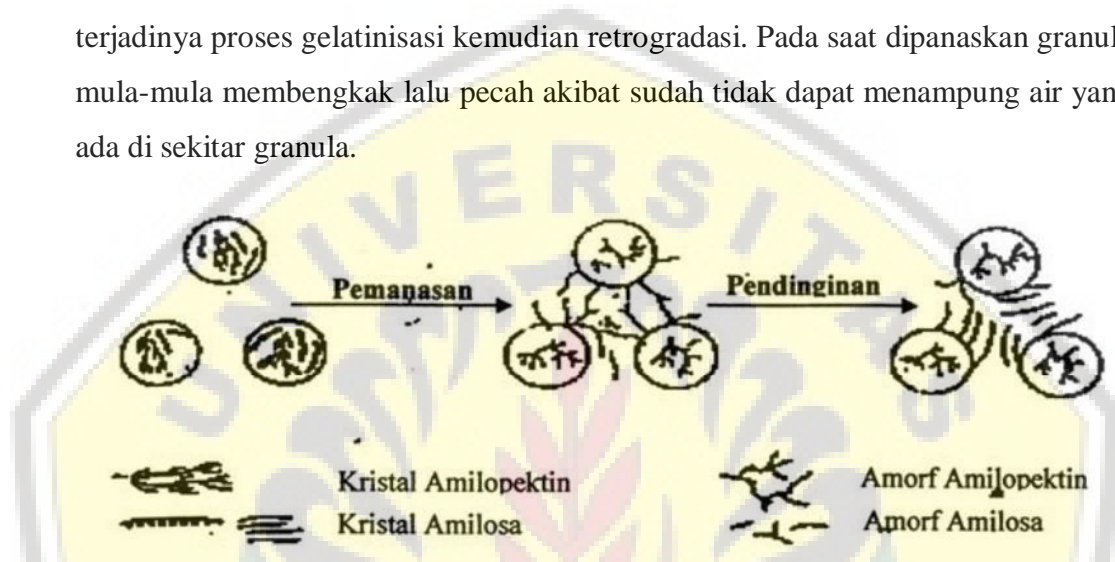 terjadinya proses gelatinisasi kemudian retrogradasi. Pada saat dipanaskan granul
mula-mula membengkak lalu pecah akibat sudah tidak dapat menampung air yan
ada di sekitar granula.
UNIVERSITAS
Pemanasan Pendinginan
Kristal Amilopektin Amorf Amilopektin
Kristal Amilosa Amorf Amilosa